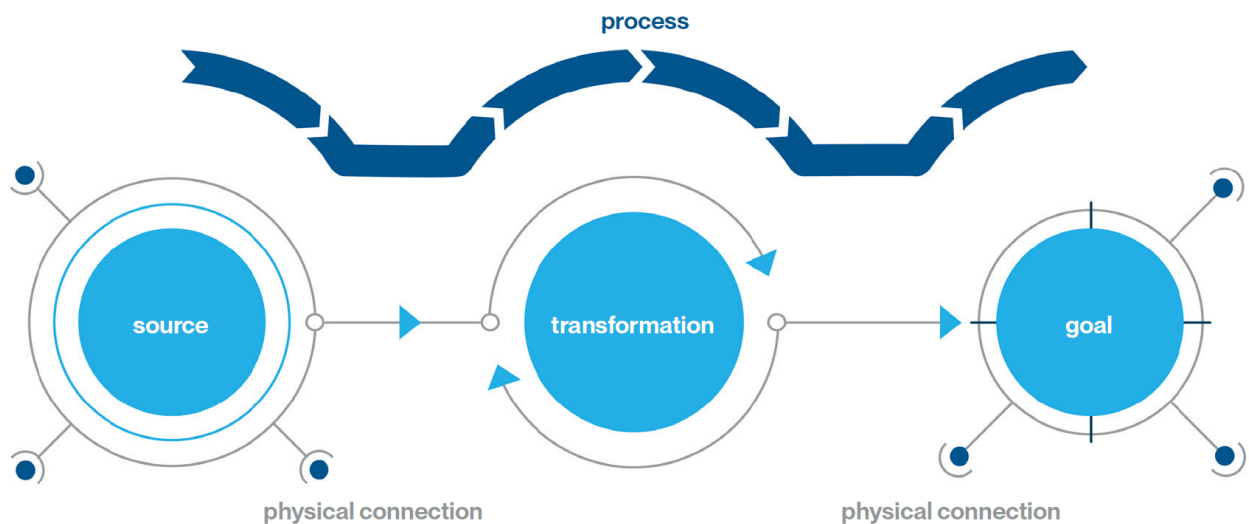 process
source
transformation
goal
physical connection
physical connection